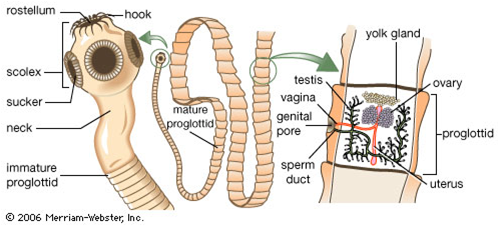 rostellum
hook
scolex
sucker
neck
immature
proglottid
mature
proglottid
yolk gland
testis
ovary
vagina
genital
pore
proglottid
sperm
duct
uterus
© 2006 Merriam-Webster, Inc.